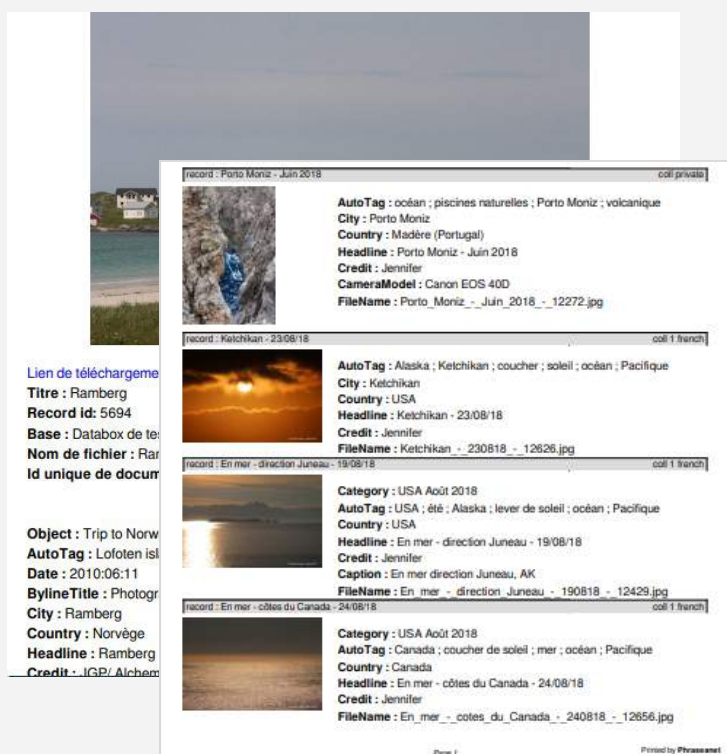 Lien de téléchargeme
Titre : Ramberg
Record id: 5694
Base : Databox de te
Nom de fichier : Ra
Id unique de docum
Object : Trip to Norw
AutoTag : Lofoten isl
Date : 2010:06:11
BylineTitle : Photogr
City : Ramberg
Country : Norvège
Headline : Ramberg
Credit : JGP/ Alchem
record : Porto Moniz - Juin 2018 coll private
AutoTag : océan ; piscines naturelles ; Porto Moniz ; volcanique
City : Porto Moniz
Country : Madère (Portugal)
Headline : Porto Moniz - Juin 2018
Credit : Jennifer
CameraModel : Canon EOS 40D
FileName : Porto_Moniz_-_Juin_2018_-_12272.jpg
record : Ketchikan - 23/08/18 coll 1 french
AutoTag : Alaska ; Ketchikan ; coucher ; soleil ; océan ; Pacifique
City : Ketchikan
Country : USA
Headline : Ketchikan - 23/08/18
Credit : Jennifer
FileName : Ketchikan_-_230818_-_12626.jpg
record : En mer - direction Juneau - 19/08/18 coll 1 french
Category : USA Août 2018
AutoTag : USA ; été ; Alaska ; lever de soleil ; océan ; Pacifique
Country : USA
Headline : En mer - direction Juneau - 19/08/18
Credit : Jennifer
Caption : En mer direction Juneau, AK
FileName : En_mer_-_direction_Juneau_-_190818_-_12429.jpg
record : En mer - côtes du Canada - 24/08/18 coll 1 french
Category : USA Août 2018
AutoTag : Canada ; coucher de soleil ; mer ; océan ; Pacifique
Country : Canada
Headline : En mer - côtes du Canada - 24/08/18
Credit : Jennifer
FileName : En_mer_-_cotes_du_Canada_-_240818_-_12656.jpg
Printed by Phraseanet